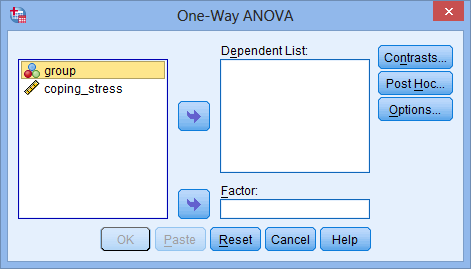 One-Way ANOVA
Dependent List:
group
coping_stress
Contrasts...
Post Hoc...
Options...
Factor:
OK
Paste
Reset
Cancel
Help